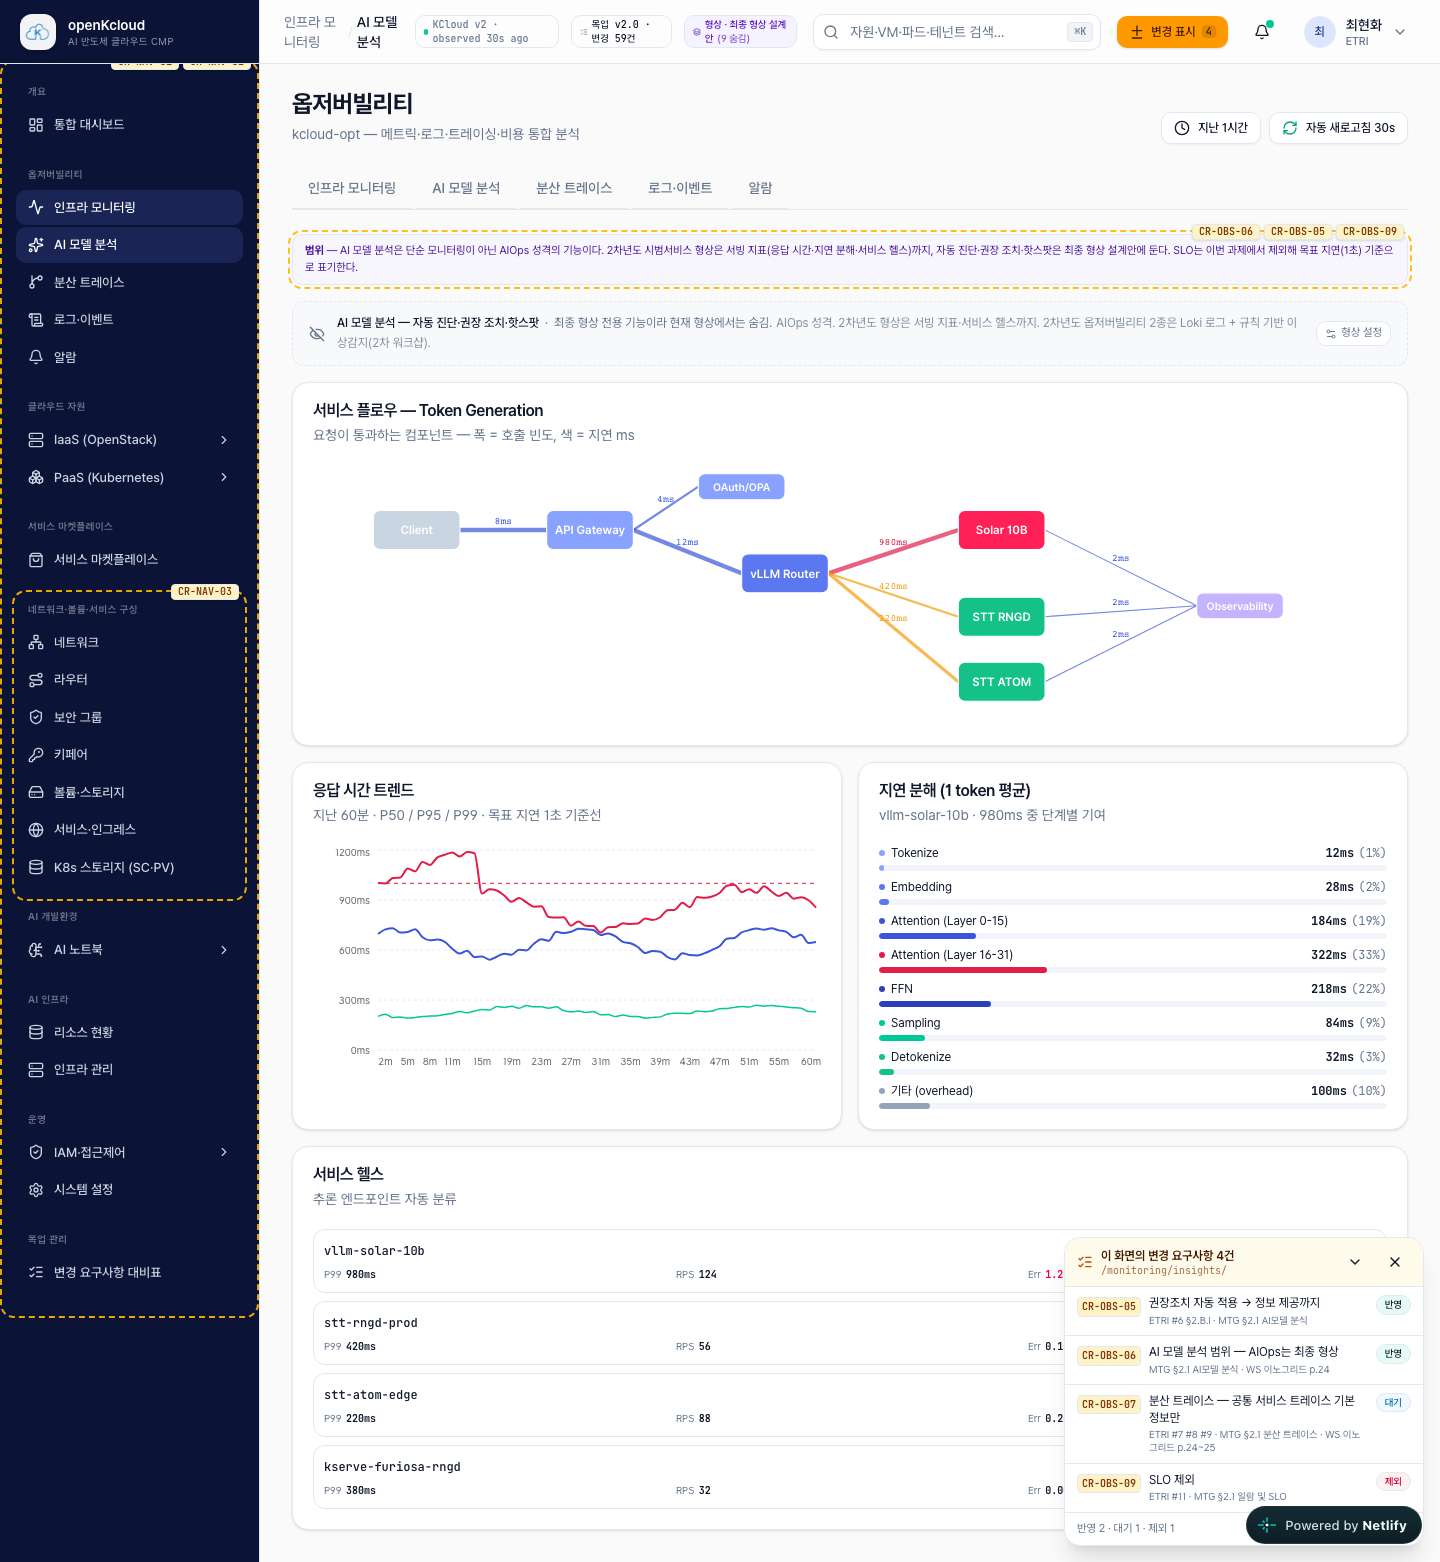 openKcloud
AI 반도체 클라우드 CMP
인프라 모니터링
AI 모델 분석
KCloud v2 · observed 30s ago
목업 v2.0 · 변경 59건
형상 · 최종 형상 설계안 (9 숨김)
자원·VM·파드·테넌트 검색...
⌘K
변경 표시 4
최
최현화
ETRI
개요
통합 대시보드
옵저버빌리티
인프라 모니터링
AI 모델 분석
분산 트레이스
로그·이벤트
알람
클라우드 자원
IaaS (OpenStack)
PaaS (Kubernetes)
서비스 마켓플레이스
서비스 마켓플레이스
CR-NAV-03
네트워크·볼륨·서비스 구성
네트워크
라우터
보안 그룹
키페어
볼륨·스토리지
서비스·인그레스
K8s 스토리지 (SC·PV)
AI 개발환경
AI 노트북
AI 인프라
리소스 현황
인프라 관리
운영
IAM·접근제어
시스템 설정
목업 관리
변경 요구사항 대비표
옵저버빌리티
kcloud-opt — 메트릭·로그·트레이싱·비용 통합 분석
지난 1시간
자동 새로고침 30s
인프라 모니터링
AI 모델 분석
분산 트레이스
로그·이벤트
알람
CR-OBS-06
CR-OBS-05
CR-OBS-09
범위 — AI 모델 분석은 단순 모니터링이 아닌 AIOps 성격의 기능이다. 2차년도 시범서비스 형상은 서빙 지표(응답 시간·지연 분해·서비스 헬스)까지, 자동 진단·권장 조치·핫스팟은 최종 형상 설계안에 둔다. SLO는 이번 과제에서 제외해 목표 지연(1초) 기준으
로 표기한다.
AI 모델 분석 — 자동 진단·권장 조치·핫스팟 · 최종 형상 전용 기능이라 현재 형상에서는 숨김. AIOps 성격. 2차년도 형상은 서빙 지표·서비스 헬스까지. 2차년도 옵저버빌리티 2종은 Loki 로그 + 규칙 기반 이
상감지(2차 워크샵).
형상 설정
서비스 플로우 — Token Generation
요청이 통과하는 컴포넌트 — 폭 = 호출 빈도, 색 = 지연 ms
Client
8ms
API Gateway
4ms
OAuth/OPA
12ms
vLLM Router
980ms
Solar 10B
420ms
STT RNGD
STT ATOM
2ms
2ms
2ms
Observability
응답 시간 트렌드
지난 60분 · P50 / P95 / P99 · 목표 지연 1초 기준선
1200ms
900ms
600ms
300ms
0ms
2m 5m 8m 11m 15m 19m 23m 27m 31m 35m 39m 43m 47m 51m 55m 60m
지연 분해 (1 token 평균)
vllm-solar-10b · 980ms 중 단계별 기여
Tokenize 12ms (1%)
Embedding 28ms (2%)
Attention (Layer 0-15) 184ms (19%)
Attention (Layer 16-31) 322ms (33%)
FFN 218ms (22%)
Sampling 84ms (9%)
Detokenize 32ms (3%)
기타 (overhead) 100ms (10%)
서비스 헬스
추론 엔드포인트 자동 분류
vllm-solar-10b
P99 980ms RPS 124 Err 1.2
stt-rngd-prod
P99 420ms RPS 56 Err 0.1
stt-atom-edge
P99 220ms RPS 88 Err 0.2
kserve-furiosa-rngd
P99 380ms RPS 32 Err 0.0
이 화면의 변경 요구사항 4건
/monitoring/insights/
CR-OBS-05 권장조치 자동 적용 → 정보 제공까지 반영
ETRI #6 §2.B.i · MTG §2.1 AI모델 분석
CR-OBS-06 AI 모델 분석 범위 — AIOps는 최종 형상 반영
MTG §2.1 AI모델 분석 · WS 이노그리드 p.24
CR-OBS-07 분산 트레이스 — 공통 서비스 트레이스 기본 정보만 대기
ETRI #7 #8 #9 · MTG §2.1 분산 트레이스 · WS 이노그리드 p.24~25
CR-OBS-09 SLO 제외 제외
ETRI #11 · MTG §2.1 알람 및 SLO
반영 2 · 대기 1 · 제외 1
Powered by Netlify